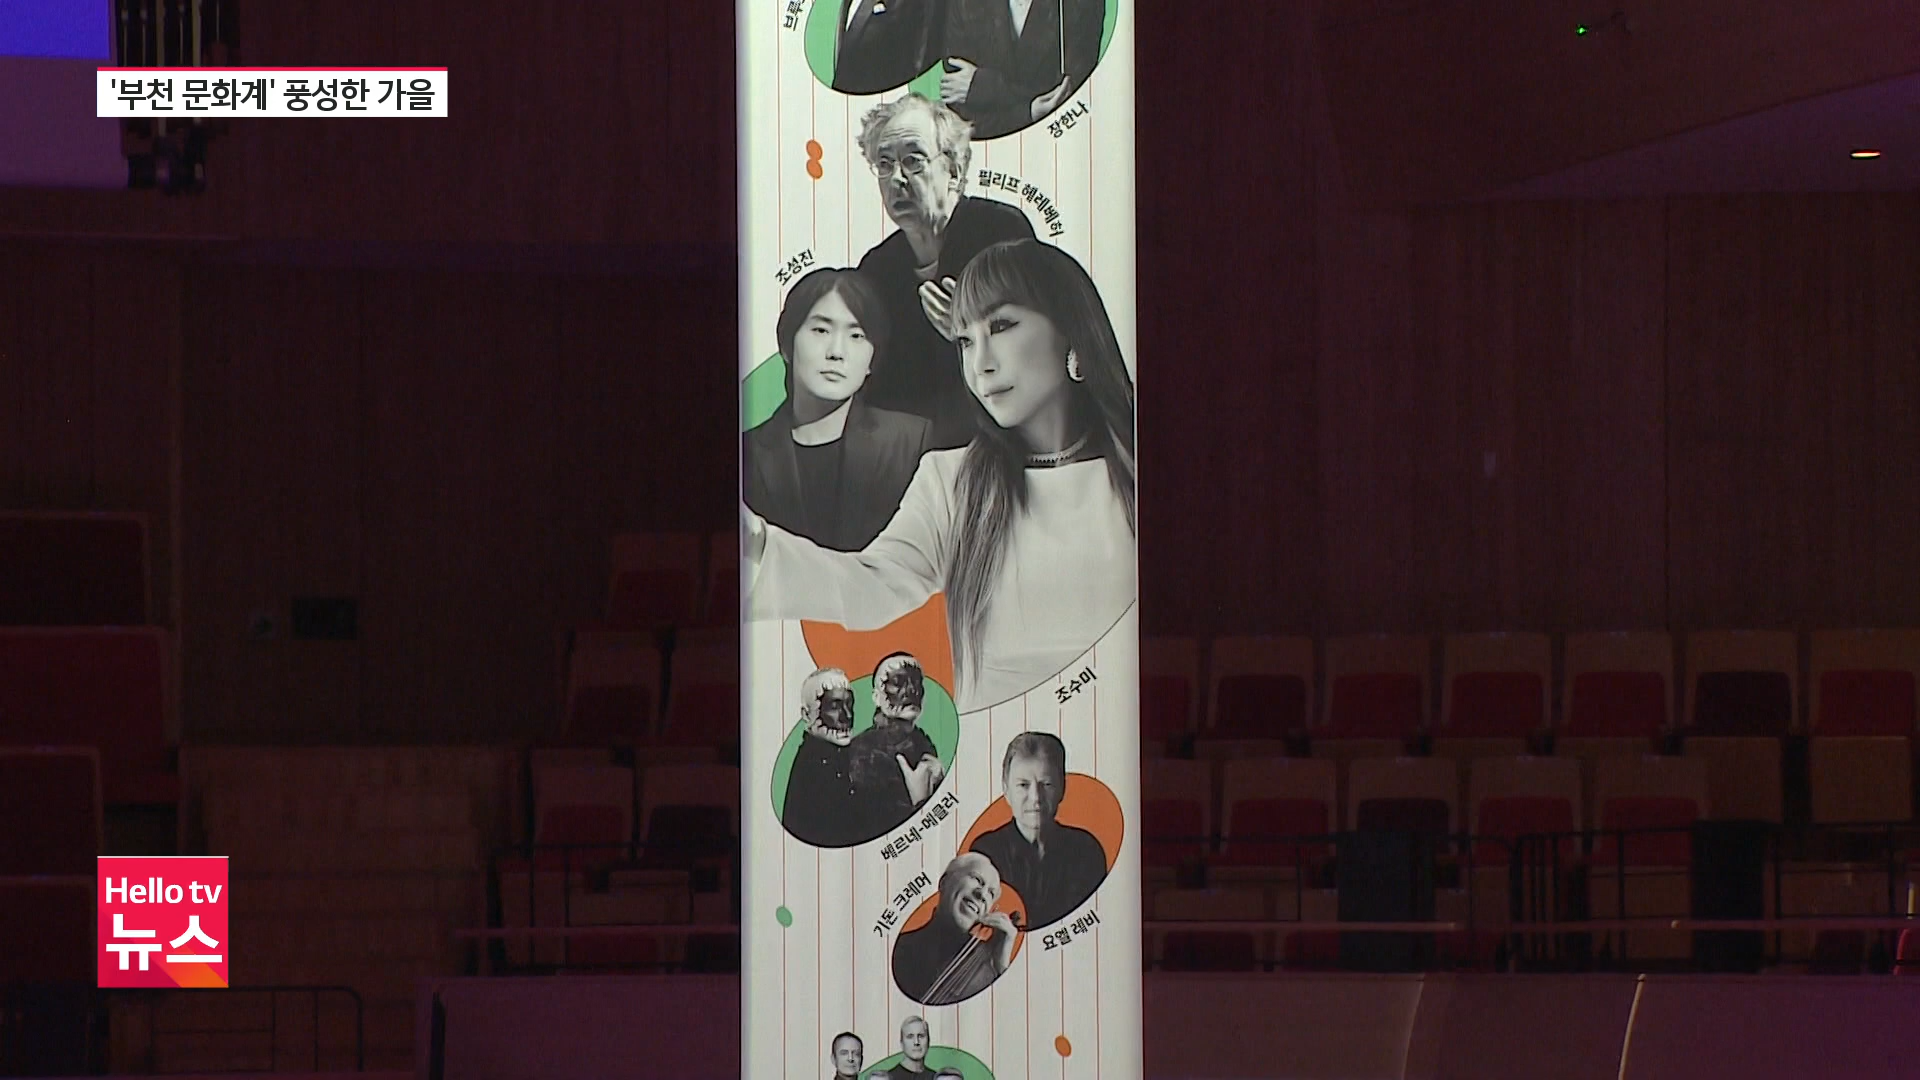 '부천 문화계' 풍성한 가을
장한나
필리프 헤레베허
조성진
조수미
베르네-메클러
기돈 크레머
요엘 레비
Hello tv
뉴스